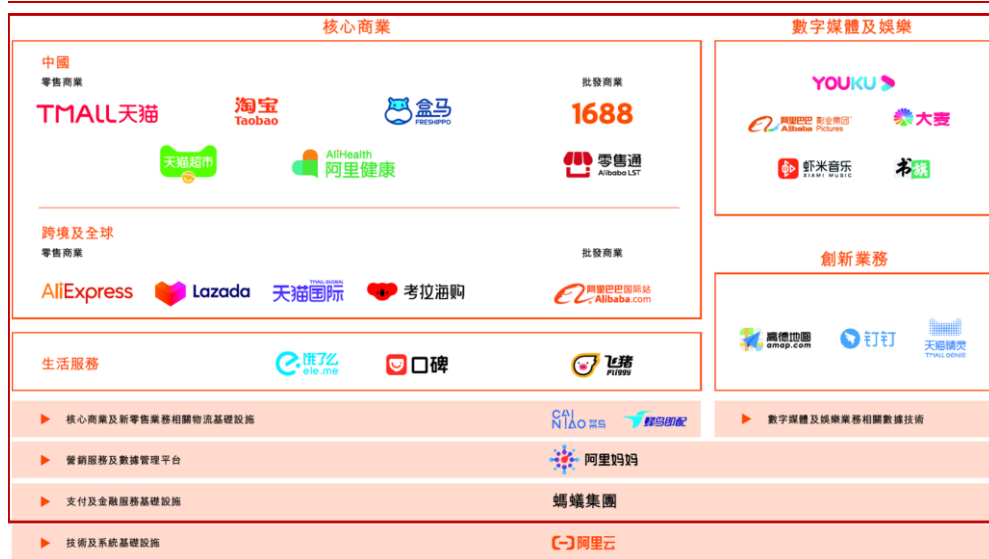 核心商業
中國
零售商業
批發商業
TMALL天猫
淘宝
Taobao
盒马
FRESHIPPO
1688
天猫超市
AliHealth
阿里健康
零售通
Alibaba LST
跨境及全球
零售商業
批發商業
AliExpress
Lazada
TMALL GLOBAL
天猫国际
考拉海购
阿里巴巴国际站
Alibaba.com
生活服務
饿了么
ele.me
口碑
飞猪
Fliggy
數字媒體及娛樂
YOUKU
阿里巴巴 影业集团
Alibaba Pictures
大麦
虾米音乐
XIAMI MUSIC
书旗
創新業務
高德地圖
amap.com
钉钉
天猫精灵
TMALL GENIE
核心商業及新零售業務相關物流基礎設施
CAINIAO 菜鸟
蜂鸟即配
數字媒體及娛樂業務相關數據技術
營銷服務及數據管理平台
阿里妈妈
支付及金融服務基礎設施
螞蟻集團
技術及系統基礎設施
阿里云